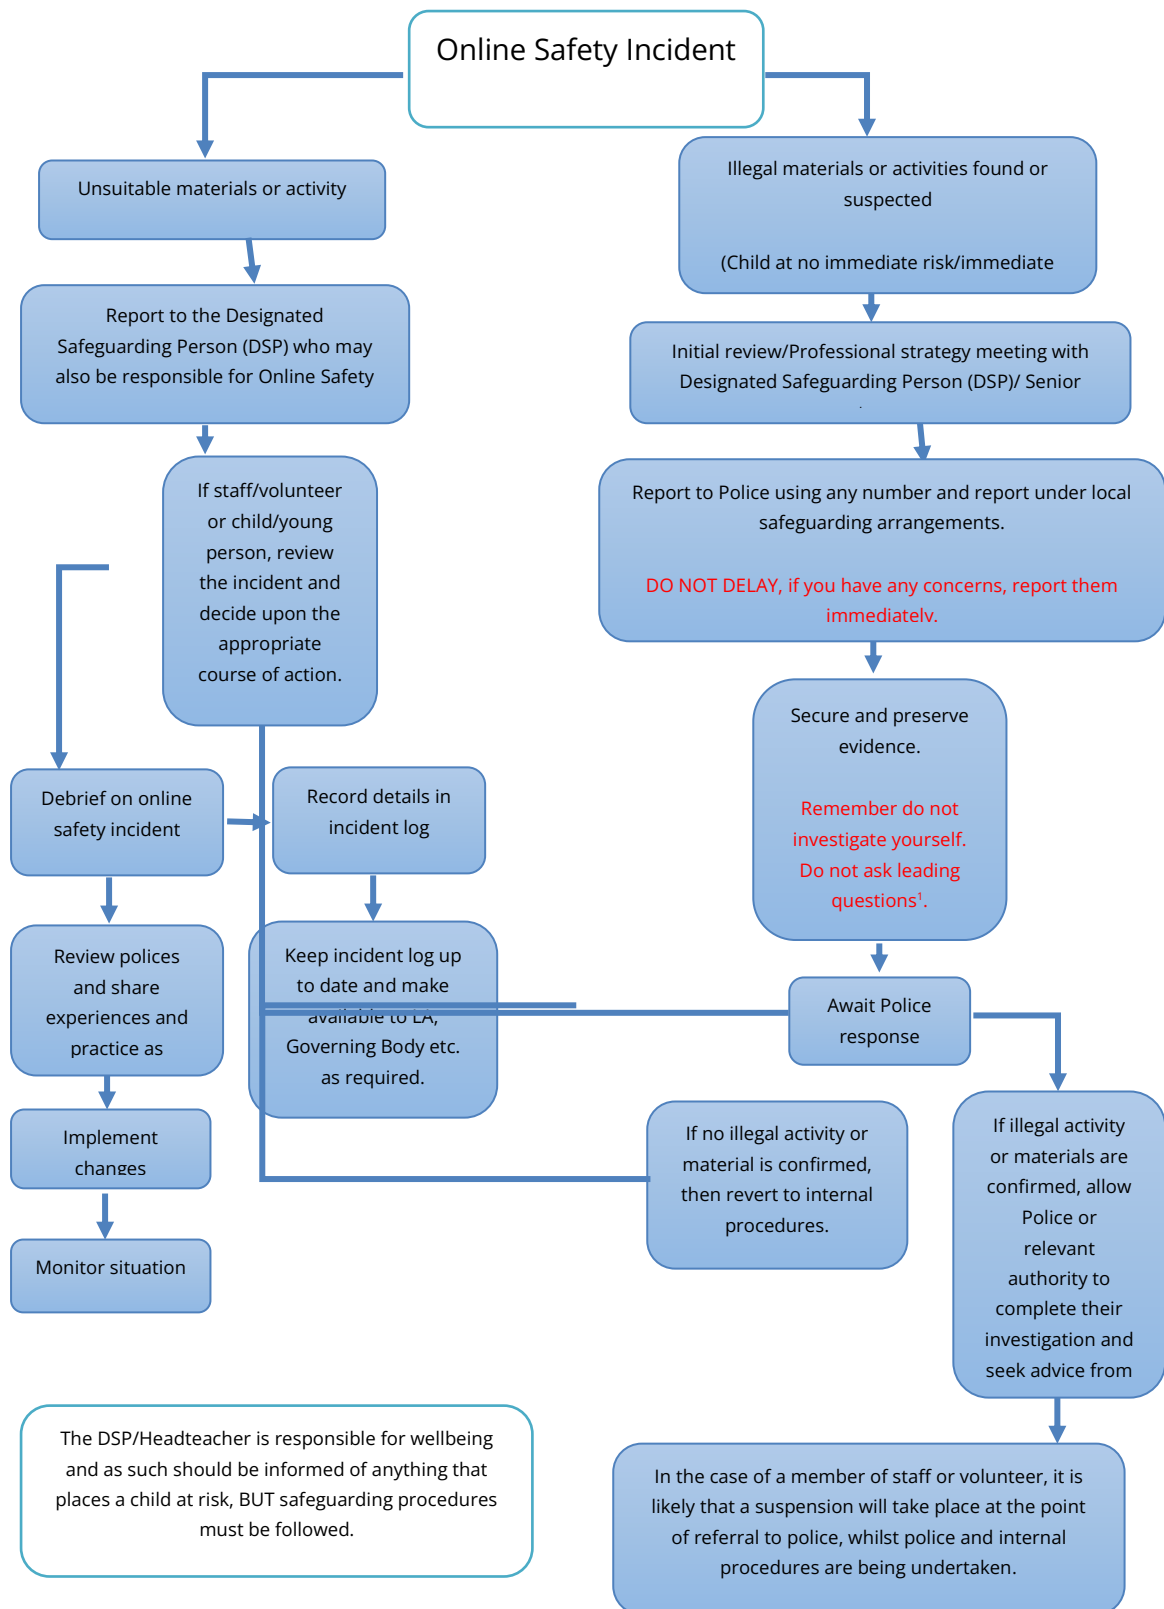 Online Safety Incident
Unsuitable materials or activity
Report to the Designated
Safeguarding Person (DSP) who may
also be responsible for Online Safety
If staff/volunteer
or child/young
person, review
the incident and
decide upon the
appropriate
course of action.
Debrief on online
safety incident
Record details in
incident log
Review polices
and share
experiences and
practice as
Keep incident log up
to date and make
available to LA,
Governing Body etc.
as required.
Implement
changes
Monitor situation
Illegal materials or activities found or
suspected
(Child at no immediate risk/immediate
Initial review/Professional strategy meeting with
Designated Safeguarding Person (DSP)/ Senior
Report to Police using any number and report under local
safeguarding arrangements.
DO NOT DELAY, if you have any concerns, report them
immediately.
Secure and preserve
evidence.
Remember do not
investigate yourself.
Do not ask leading
questions¹.
Await Police
response
If no illegal activity or
material is confirmed,
then revert to internal
procedures.
If illegal activity
or materials are
confirmed, allow
Police or
relevant
authority to
complete their
investigation and
seek advice from
In the case of a member of staff or volunteer, it is
likely that a suspension will take place at the point
of referral to police, whilst police and internal
procedures are being undertaken.
The DSP/Headteacher is responsible for wellbeing
and as such should be informed of anything that
places a child at risk, BUT safeguarding procedures
must be followed.